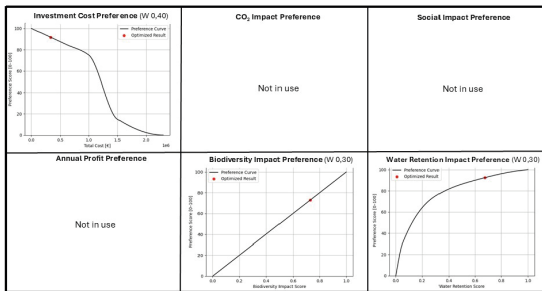 Investment Cost Preference (W 0,40)
Preference Curve
Optimized Result
Preference Score [0-100]
100
80
60
40
20
0
0.0 0.5 1.0 1.5 2.0
1e6
Total Cost [€]
CO₂ Impact Preference
Not in use
Social Impact Preference
Not in use
Annual Profit Preference
Not in use
Biodiversity Impact Preference (W 0,30)
Preference Curve
Optimized Result
Preference Score [0-100]
100
80
60
40
20
0
0.0 0.2 0.4 0.6 0.8 1.0
Biodiversity Impact Score
Water Retention Impact Preference (W 0,30)
Preference Curve
Optimized Result
Preference Score [0-100]
100
80
60
40
20
0
0.0 0.2 0.4 0.6 0.8 1.0
Water Retention Score